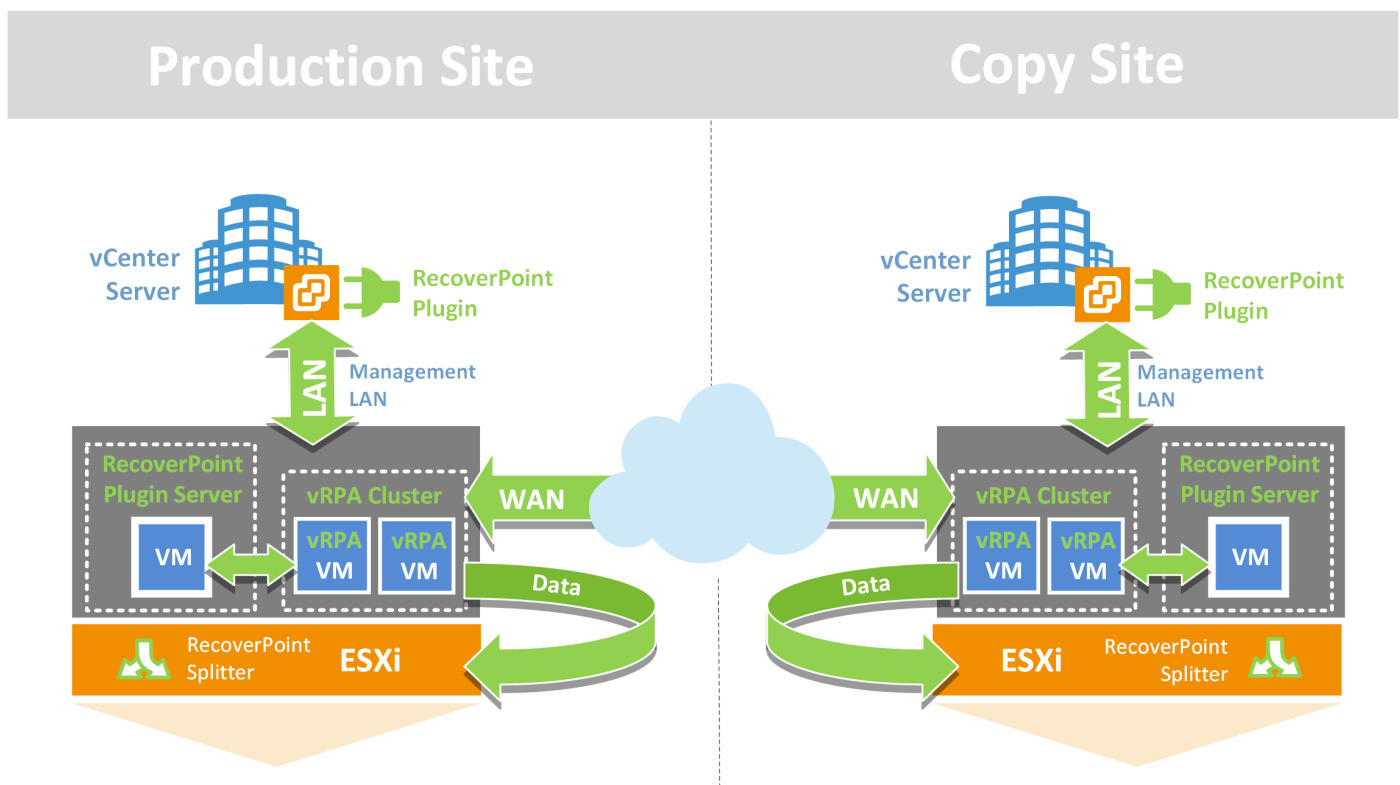 Production Site
Copy Site
vCenter
Server
RecoverPoint
Plugin
LAN
Management
LAN
RecoverPoint
Plugin Server
VM
vRPA Cluster
vRPA
VM
vRPA
VM
WAN
Data
RecoverPoint
Splitter
ESXi
vCenter
Server
RecoverPoint
Plugin
LAN
Management
LAN
WAN
vRPA Cluster
vRPA
VM
vRPA
VM
RecoverPoint
Plugin Server
VM
Data
ESXi
RecoverPoint
Splitter